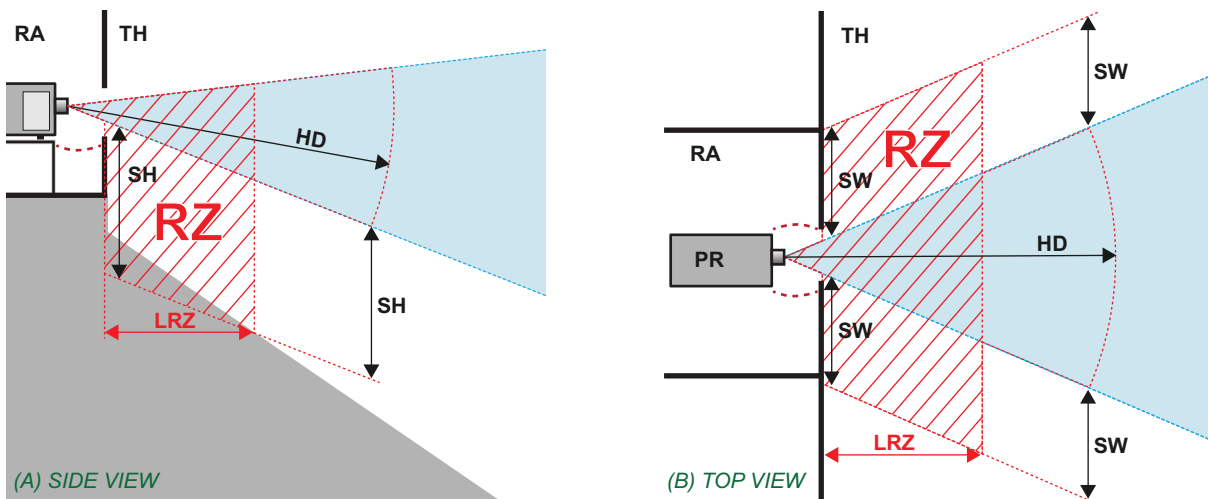 RA TH
HD
SH
RZ
SH
LRZ
(A) SIDE VIEW
TH
SW
RA
RZ
SW
PR
HD
SW
LRZ
SW
(B) TOP VIEW